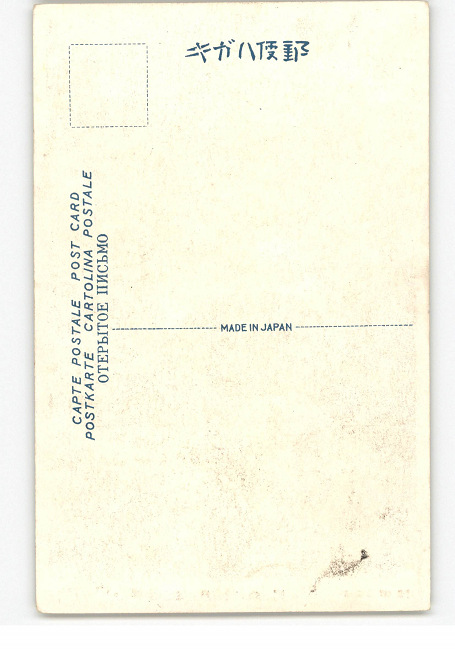 郵便ハガキ
CAPTE POSTALE POST CARD
POSTKARTE CARTOLINA POSTALE
ОТЕРЫТОЕ ПИСЬМО
MADE IN JAPAN